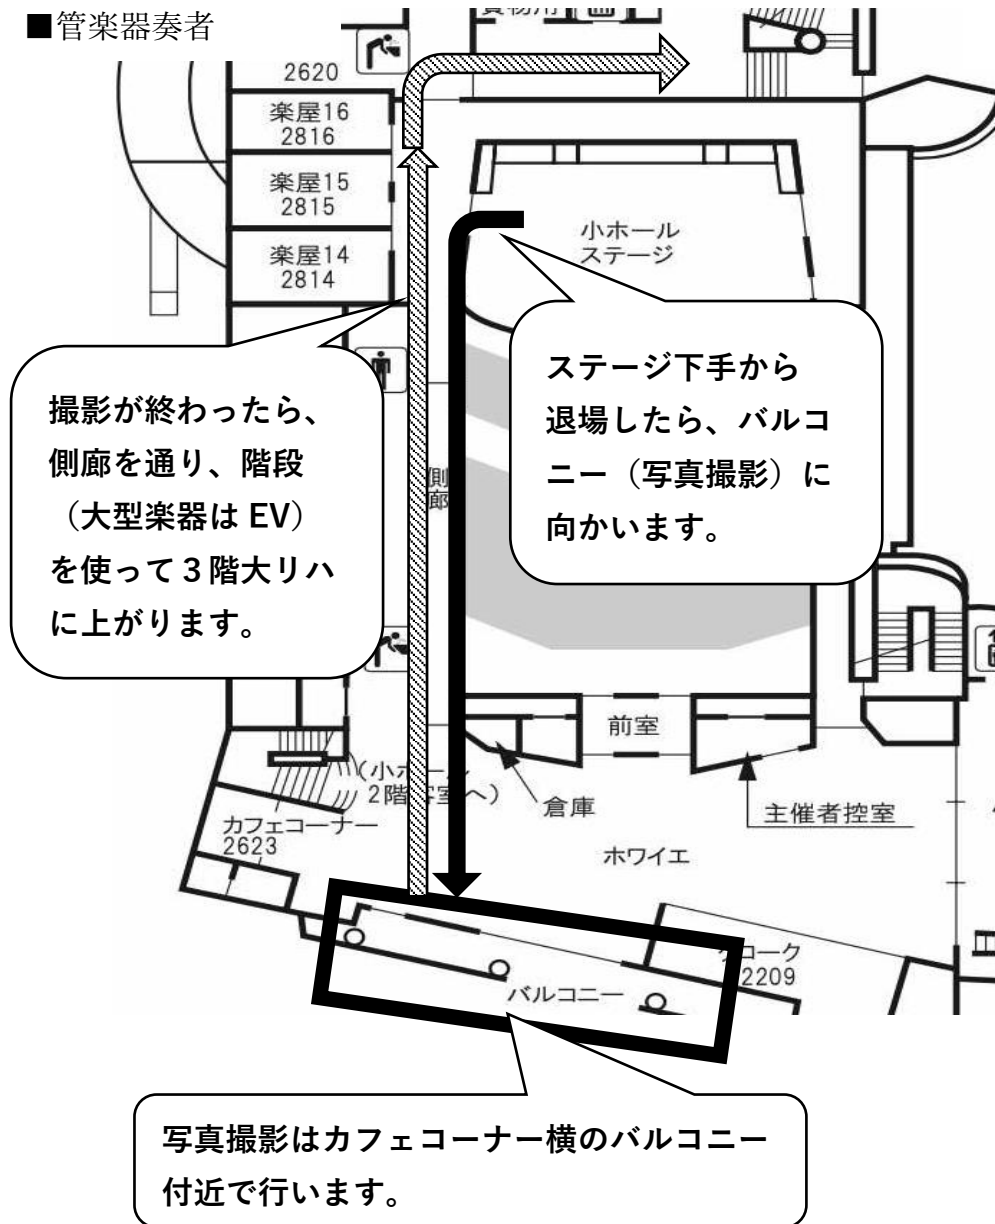 ■管楽器奏者
貨物用
2620
楽屋16
2816
楽屋15
2815
楽屋14
2814
小ホール
ステージ
ステージ下手から
退場したら、バルコ
ニー（写真撮影）に
向かいます。
撮影が終わったら、
側廊を通り、階段
（大型楽器は EV）
を使って３階大リハ
に上がります。
側
廊
前室
倉庫
主催者控室
カフェコーナー
2623
ホワイエ
2209
バルコニー
写真撮影はカフェコーナー横のバルコニー
付近で行います。